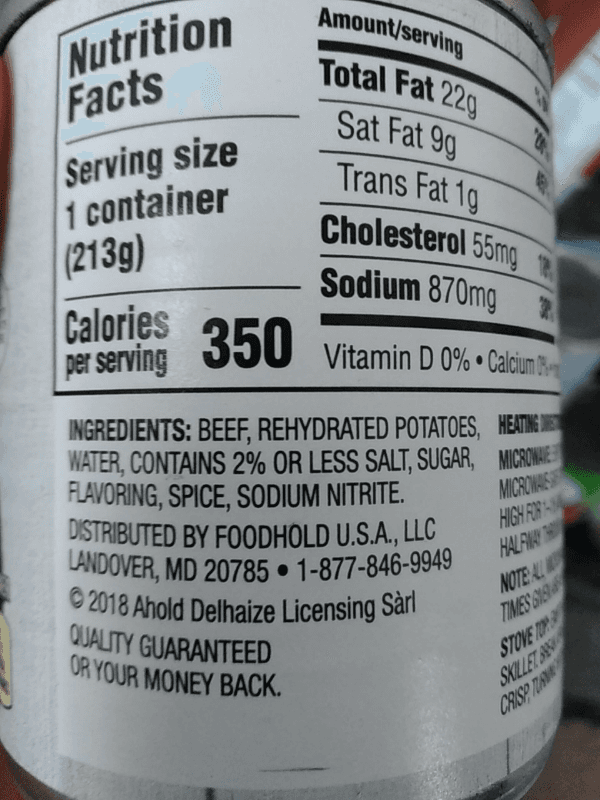 Nutrition
Facts
Serving size
1 container
(213g)
Calories
per serving
350
Amount/serving
Total Fat 22g
Sat Fat 9g
Trans Fat 1g
Cholesterol 55mg
Sodium 870mg
Vitamin D 0% • Calcium
INGREDIENTS: BEEF, REHYDRATED POTATOES,
WATER, CONTAINS 2% OR LESS SALT, SUGAR,
FLAVORING, SPICE, SODIUM NITRITE.
DISTRIBUTED BY FOODHOLD U.S.A., LLC
LANDOVER, MD 20785 • 1-877-846-9949
© 2018 Ahold Delhaize Licensing Sàrl
QUALITY GUARANTEED
OR YOUR MONEY BACK.
HEATING
MICROWAVE
HIGH FOR
HALFWAY
NOTE: ALL
TIMES
STOVE TOP:
SKILLET,
CRISP,